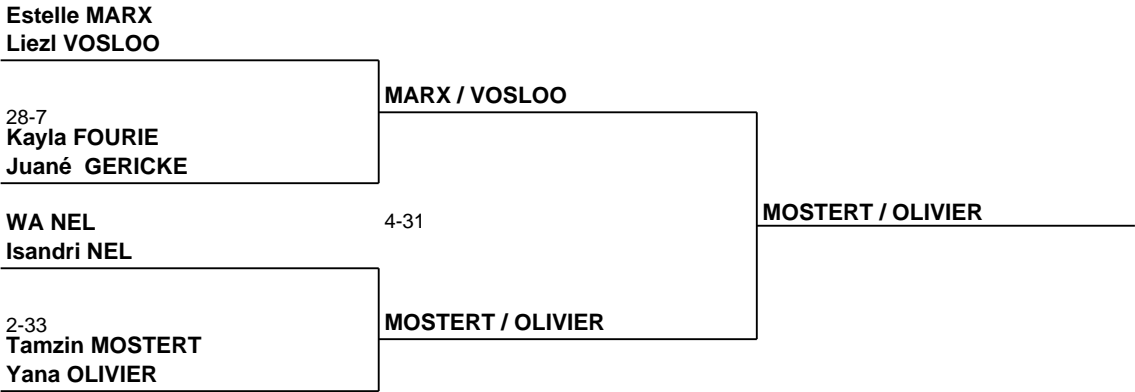 Estelle MARX
Liezl VOSLOO
MARX / VOSLOO
28-7
Kayla FOURIE
Juané GERICKE
WA NEL
Isandri NEL
4-31
MOSTERT / OLIVIER
2-33
Tamzin MOSTERT
Yana OLIVIER
MOSTERT / OLIVIER